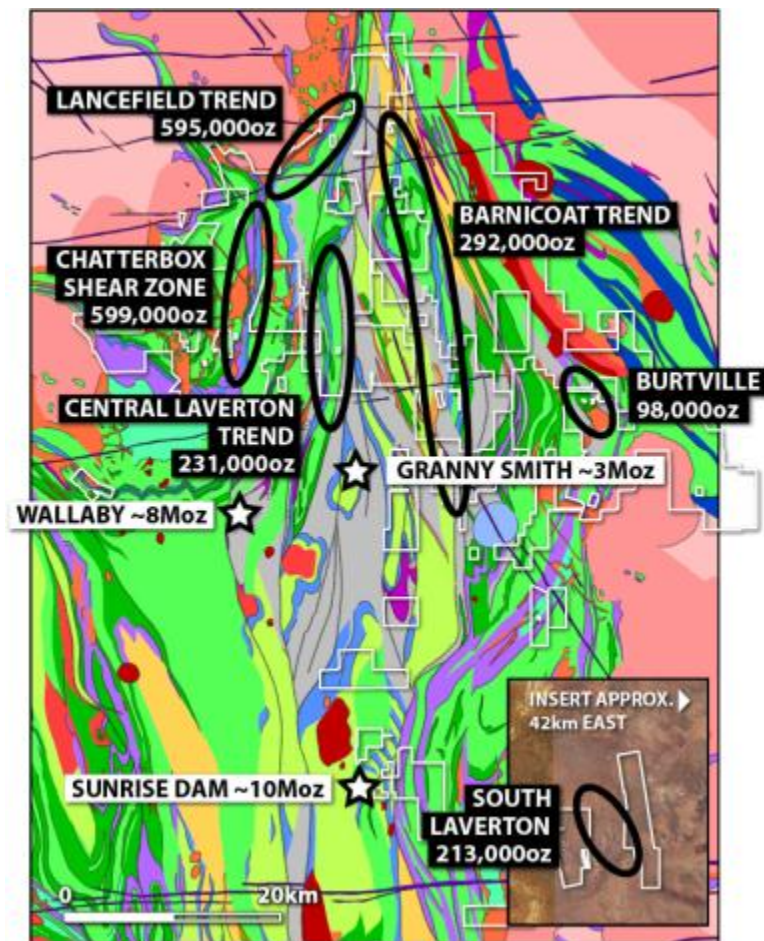 LANCEFIELD TREND
595,000oz
BARNICOAT TREND
292,000oz
CHATTERBOX
SHEAR ZONE
599,000oz
BURTVILLE
98,000oz
CENTRAL LAVERTON
TREND
231,000oz
GRANNY SMITH ~3Moz
WALLABY ~8Moz
INSERT APPROX.
42km EAST
SUNRISE DAM ~10Moz
SOUTH
LAVERTON
213,000oz
0 20km